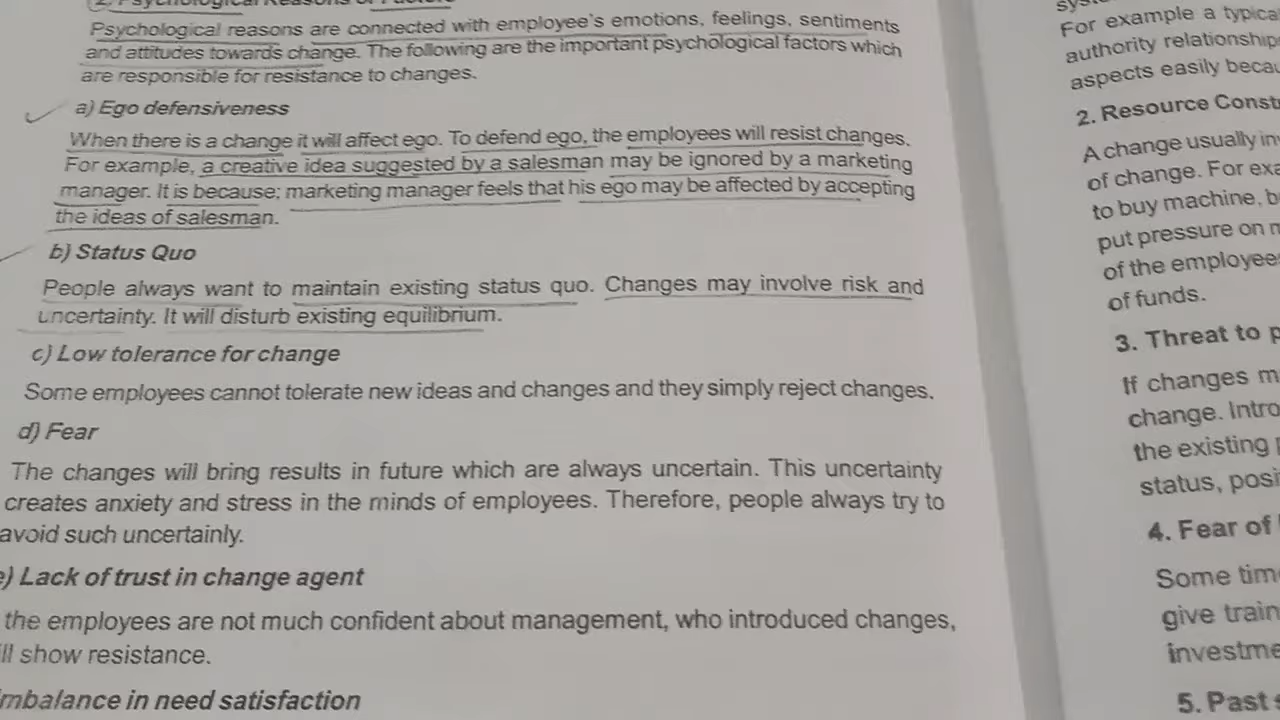 2) Psychological Reasons or Factors
Psychological reasons are connected with employee's emotions, feelings, sentiments
and attitudes towards change. The following are the important psychological factors which
are responsible for resistance to changes.
a) Ego defensiveness
When there is a change it will affect ego. To defend ego, the employees will resist changes.
For example, a creative idea suggested by a salesman may be ignored by a marketing
manager. It is because; marketing manager feels that his ego may be affected by accepting
the ideas of salesman.
b) Status Quo
People always want to maintain existing status quo. Changes may involve risk and
uncertainty. It will disturb existing equilibrium.
c) Low tolerance for change
Some employees cannot tolerate new ideas and changes and they simply reject changes.
d) Fear
The changes will bring results in future which are always uncertain. This uncertainty
creates anxiety and stress in the minds of employees. Therefore, people always try to
avoid such uncertainly.
e) Lack of trust in change agent
the employees are not much confident about management, who introduced changes,
ll show resistance.
mbalance in need satisfaction
For example a typica
authority relationship
aspects easily becau
2. Resource Const
A change usually in
of change. For exa
to buy machine, b
put pressure on
of the employee
of funds.
3. Threat to p
If changes m
change. Intro
the existing
status, posi
4. Fear of
Some tim
give train
investme
5. Past